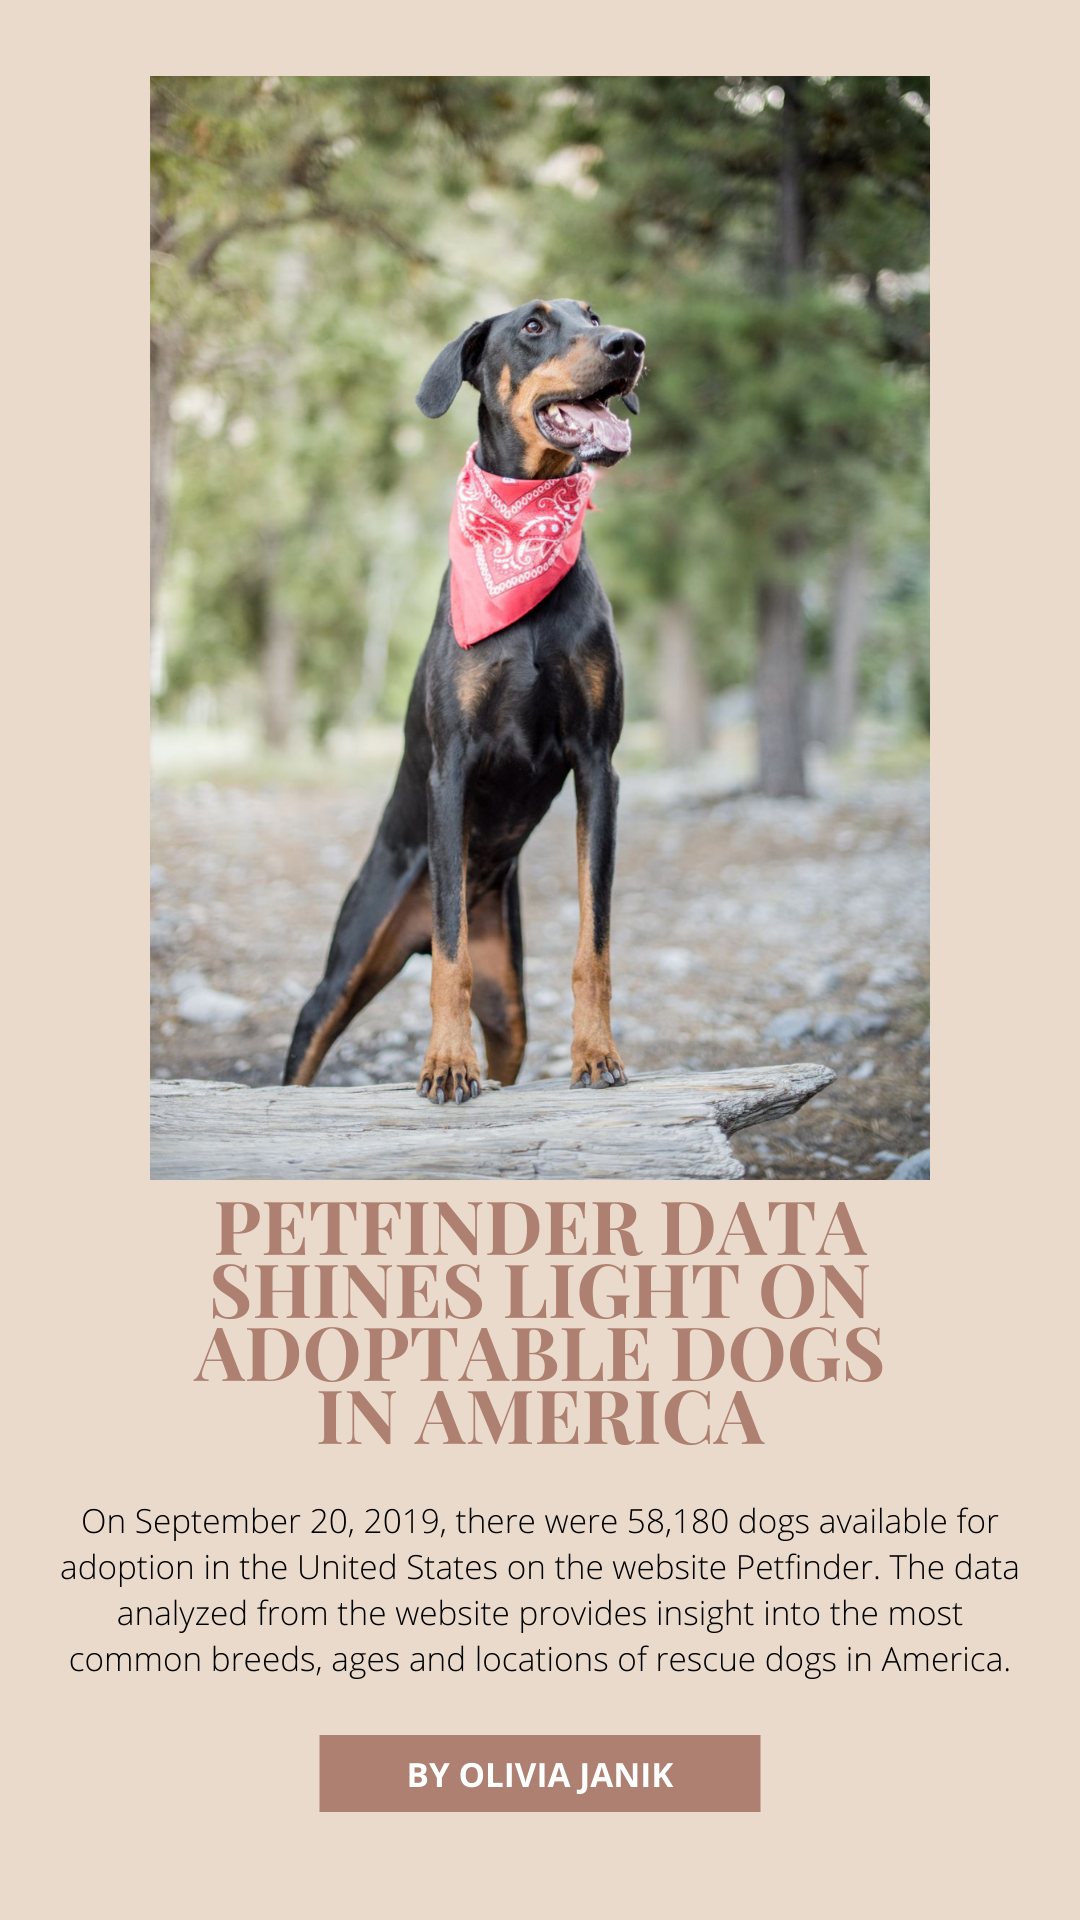 PETFINDER DATA
SHINES LIGHT ON
ADOPTABLE DOGS
IN AMERICA
On September 20, 2019, there were 58,180 dogs available for
adoption in the United States on the website Petfinder. The data
analyzed from the website provides insight into the most
common breeds, ages and locations of rescue dogs in America.
BY OLIVIA JANIK